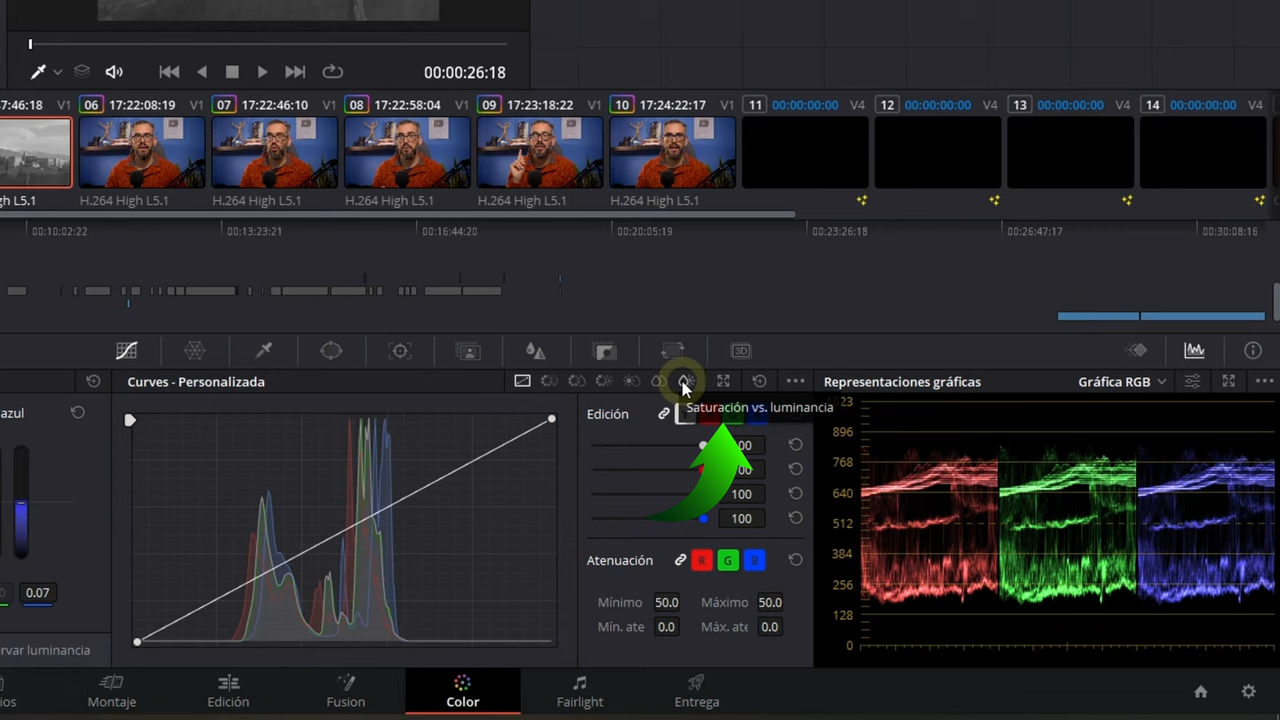 00:00:26:18
7:46:18 V1 06 17:22:08:19 V1 07 17:22:46:10 V1 08 17:22:58:04 V1 09 17:23:18:22 V1 10 17:24:22:17 V1 11 00:00:00:00 V4 12 00:00:00:00 V4 13 00:00:00:00 V4 14 00:00:00:00 V4
gh L5.1 H.264 High L5.1 H.264 High L5.1 H.264 High L5.1 H.264 High L5.1 H.264 High L5.1
00:10:02:22 00:13:23:21 00:16:44:20 00:20:05:19 00:23:26:18 00:26:47:17 00:30:08:16
3D
Curves - Personalizada
Representaciones gráficas Gráfica RGB
azul
Edición
Saturación vs. luminancia
00
00
100
100
0.07
rvar luminancia
Atenuación R G B
Mínimo 50.0 Máximo 50.0
Mín. ate 0.0 Máx. ate 0.0
1023
896
768
640
512
384
256
128
0
ios Montaje Edición Fusion Color Fairlight Entrega